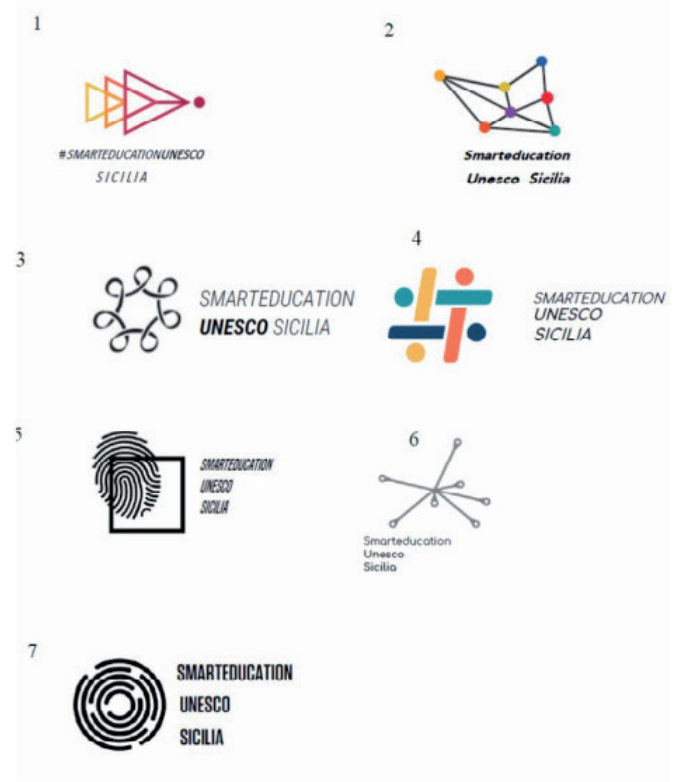 1
#SMARTEDUCATIONUNESCO
SICILIA
2
Smarteducation
Unesco Sicilia
3
SMARTEDUCATION
UNESCO SICILIA
4
SMARTEDUCATION
UNESCO
SICILIA
5
SMARTEDUCATION
UNESCO
SICILIA
6
Smarteducation
Unesco
Sicilia
7
SMARTEDUCATION
UNESCO
SICILIA